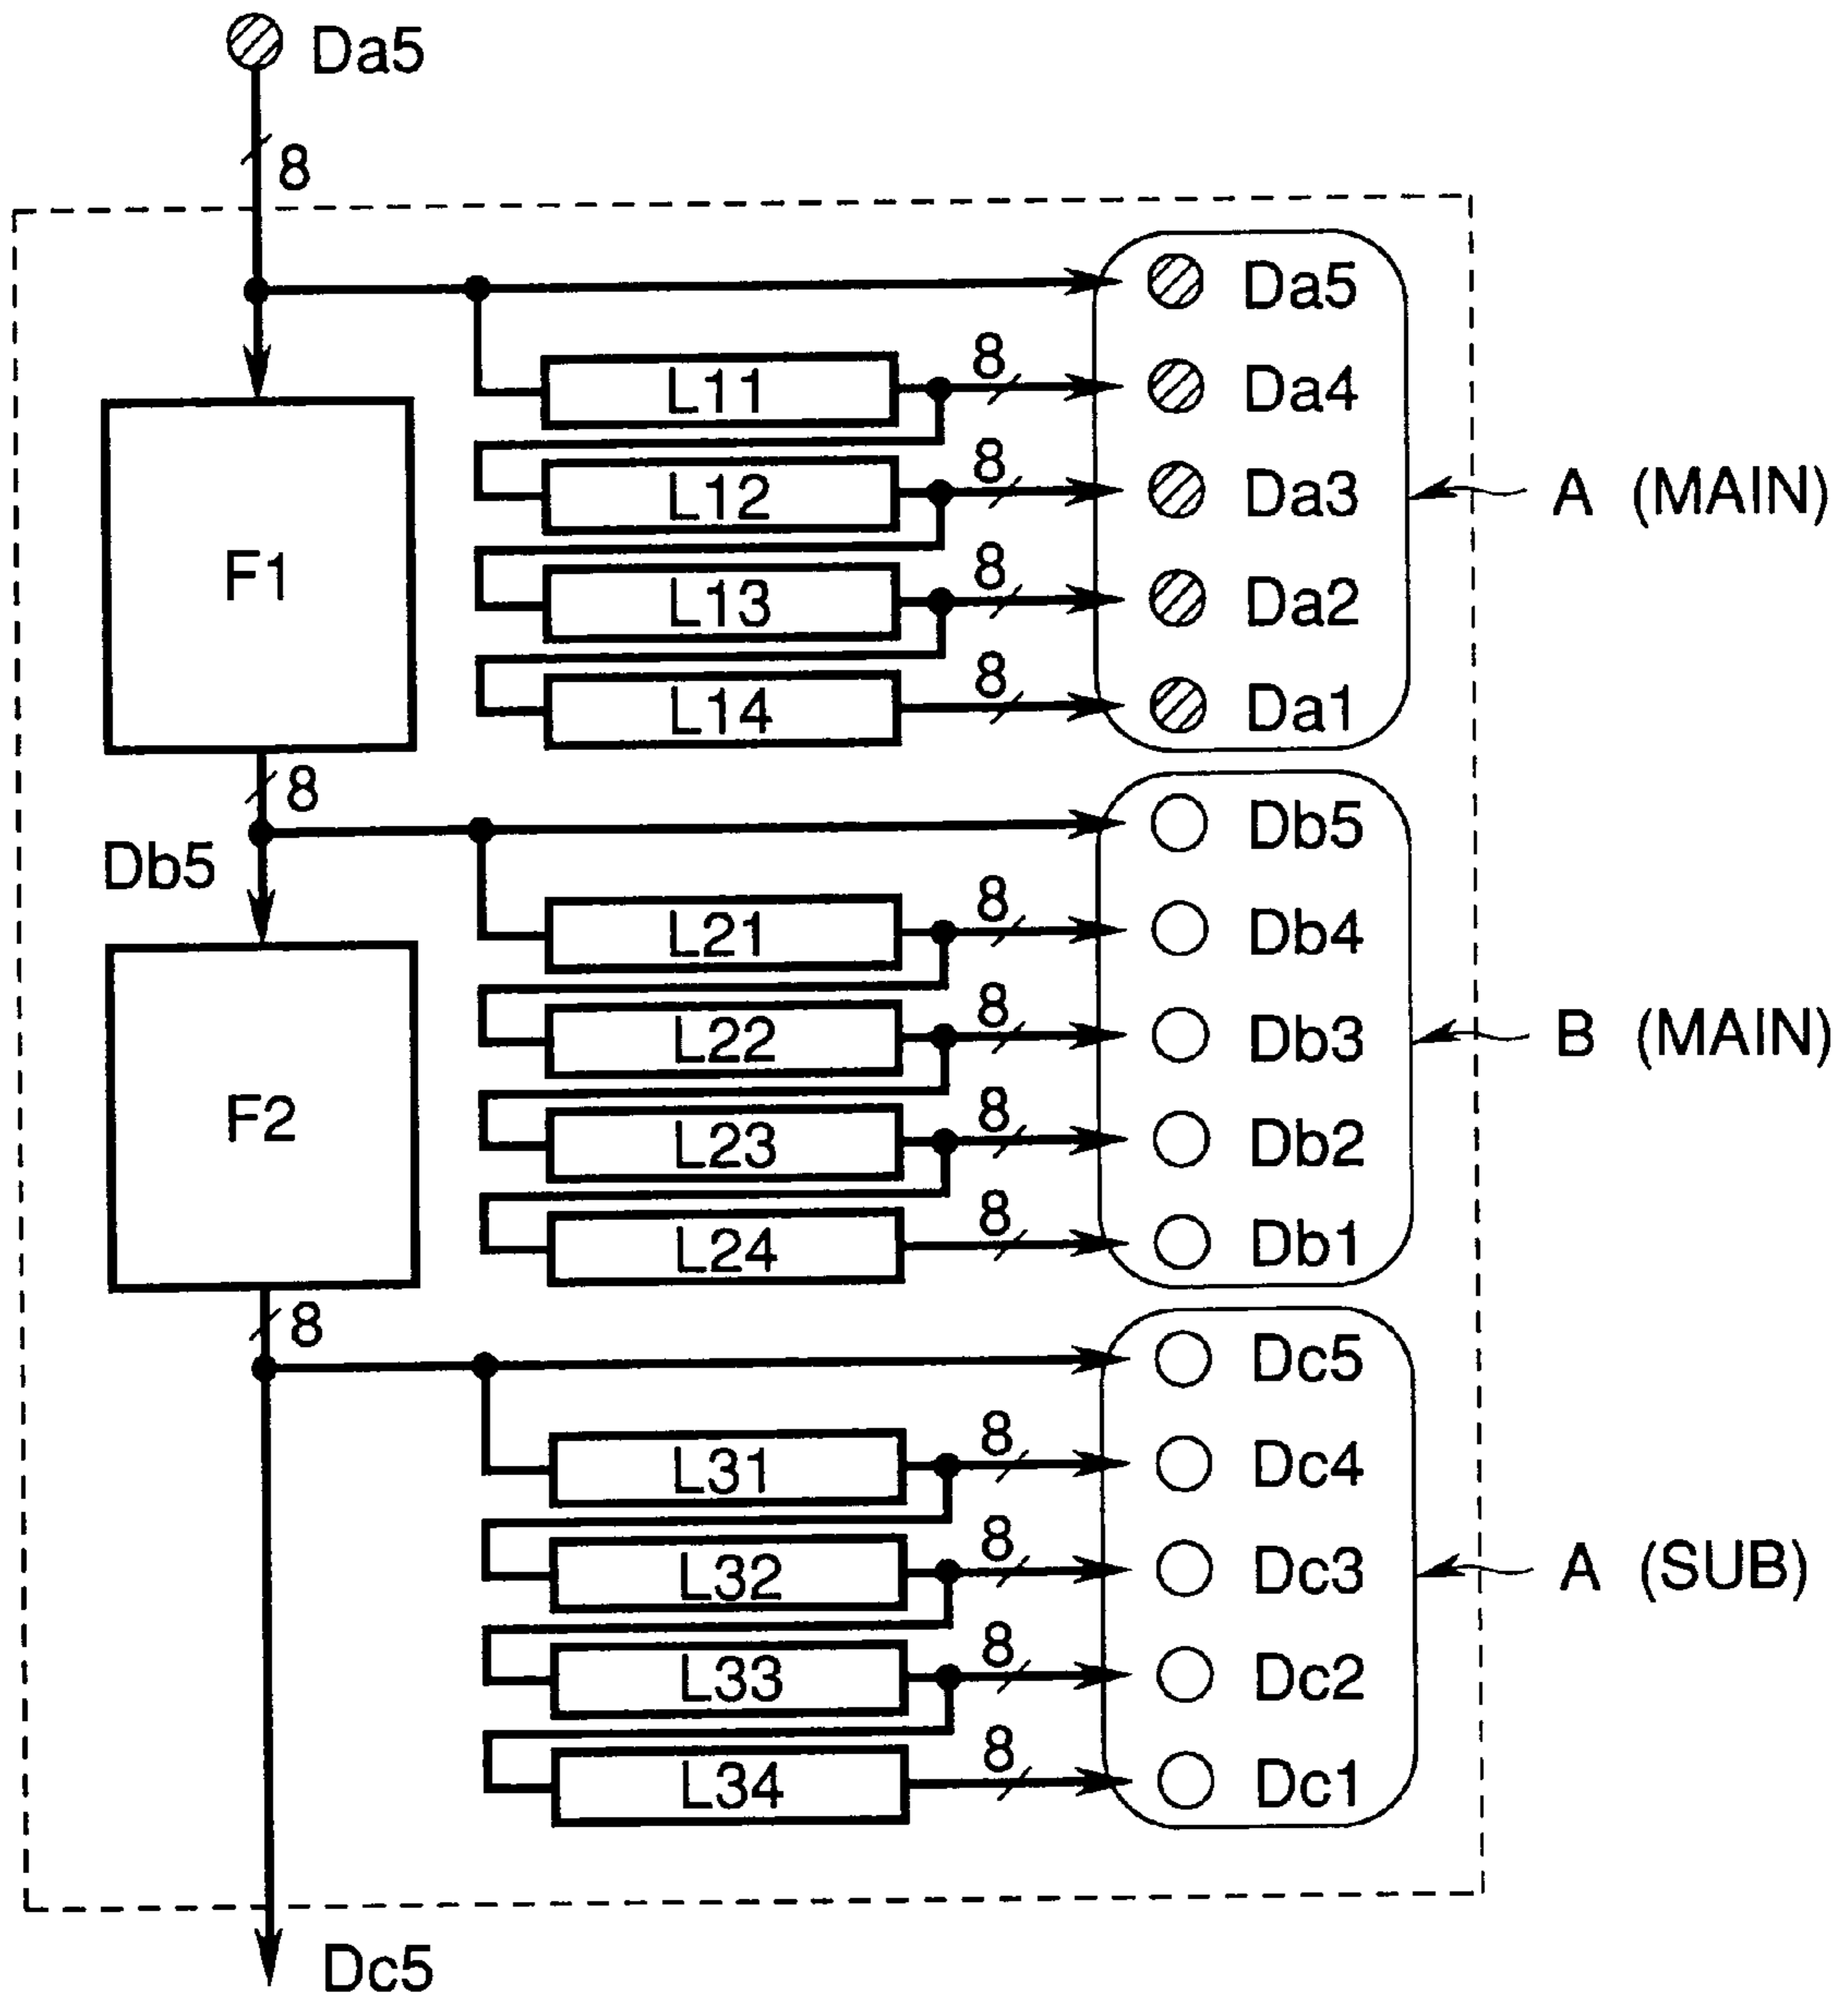 Da5
8
Da5
L11
8
Da4
L12
8
Da3
A (MAIN)
F1
L13
8
Da2
L14
8
Da1
8
Db5
Db5
L21
8
Db4
L22
8
Db3
B (MAIN)
F2
L23
8
Db2
L24
8
Db1
8
Dc5
L31
8
Dc4
L32
8
Dc3
A (SUB)
L33
8
Dc2
L34
8
Dc1
Dc5